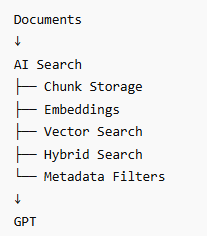 Documents
↓
AI Search
├── Chunk Storage
├── Embeddings
├── Vector Search
├── Hybrid Search
└── Metadata Filters
↓
GPT